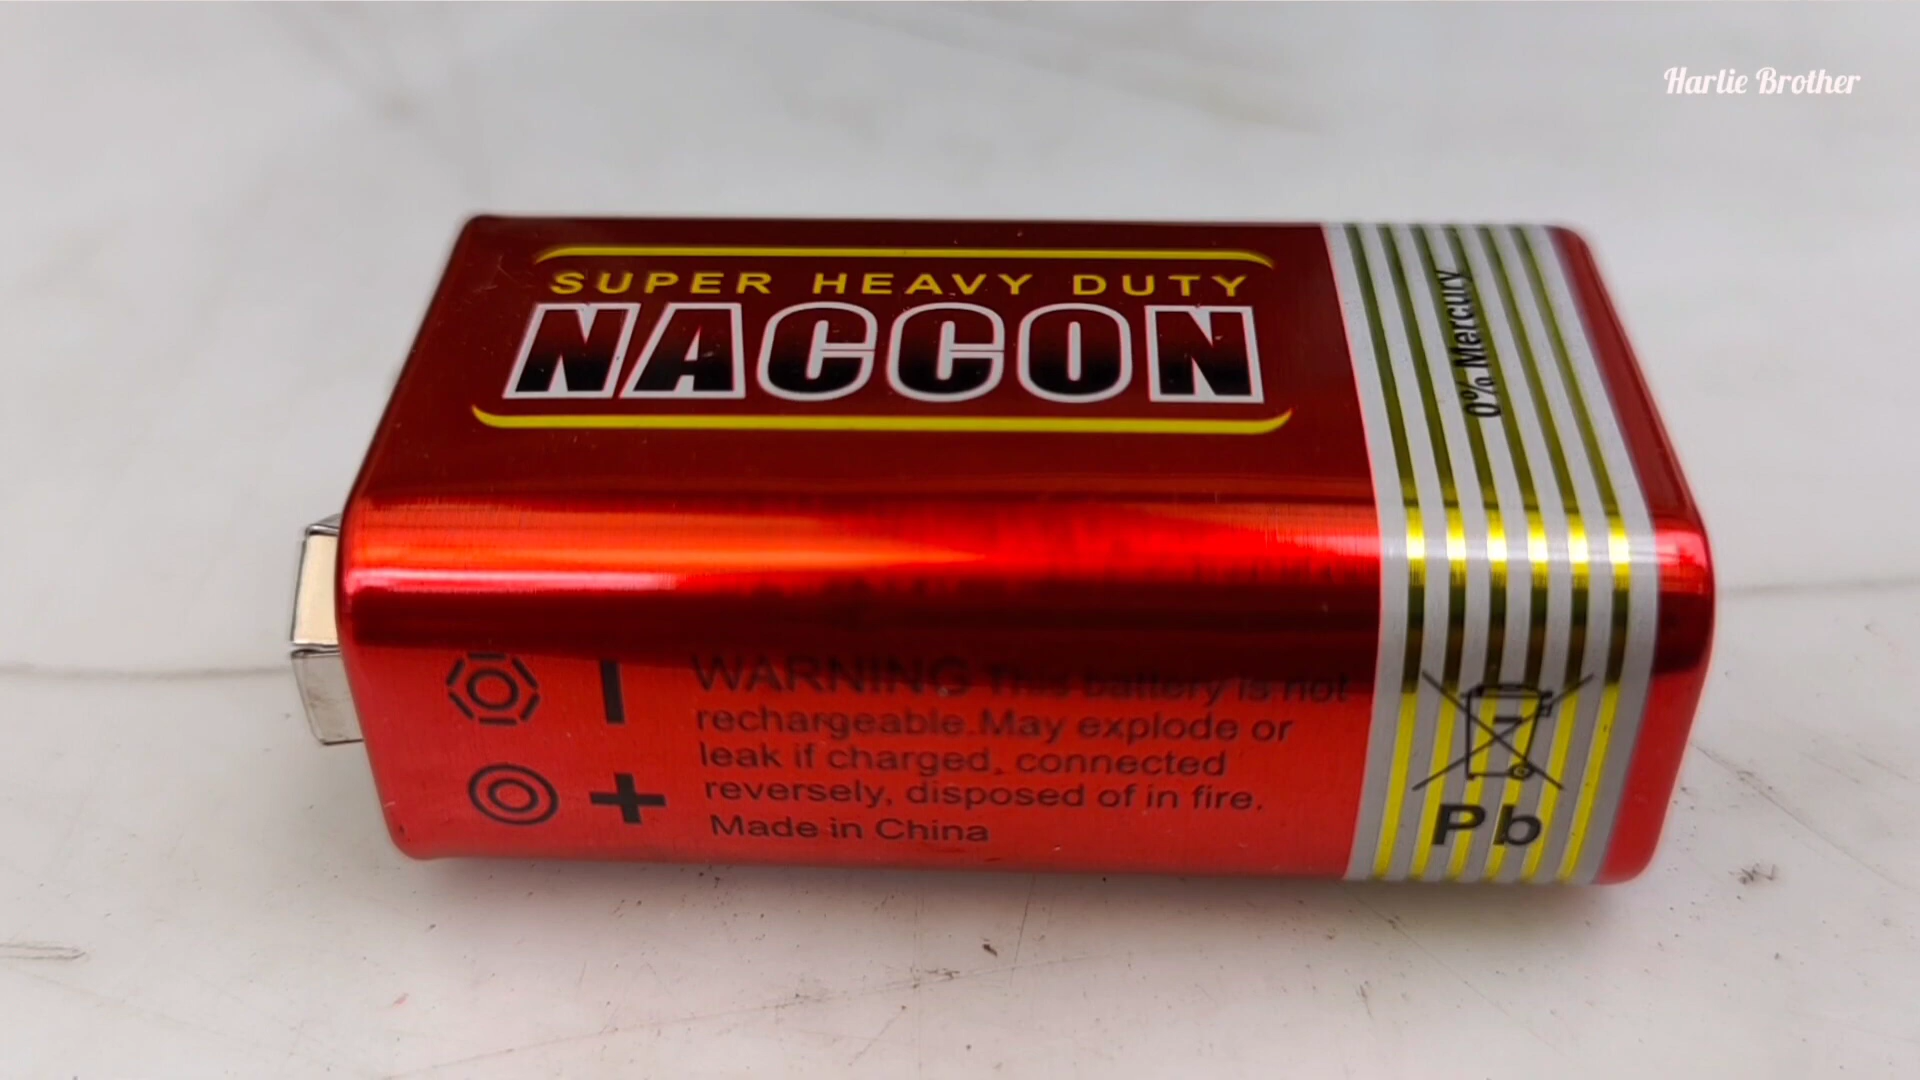 Harlie Brother
SUPER HEAVY DUTY
NACCON
0% Mercury
WARNING This battery is not
rechargeable.May explode or
leak if charged, connected
reversely, disposed of in fire.
Made in China
Pb